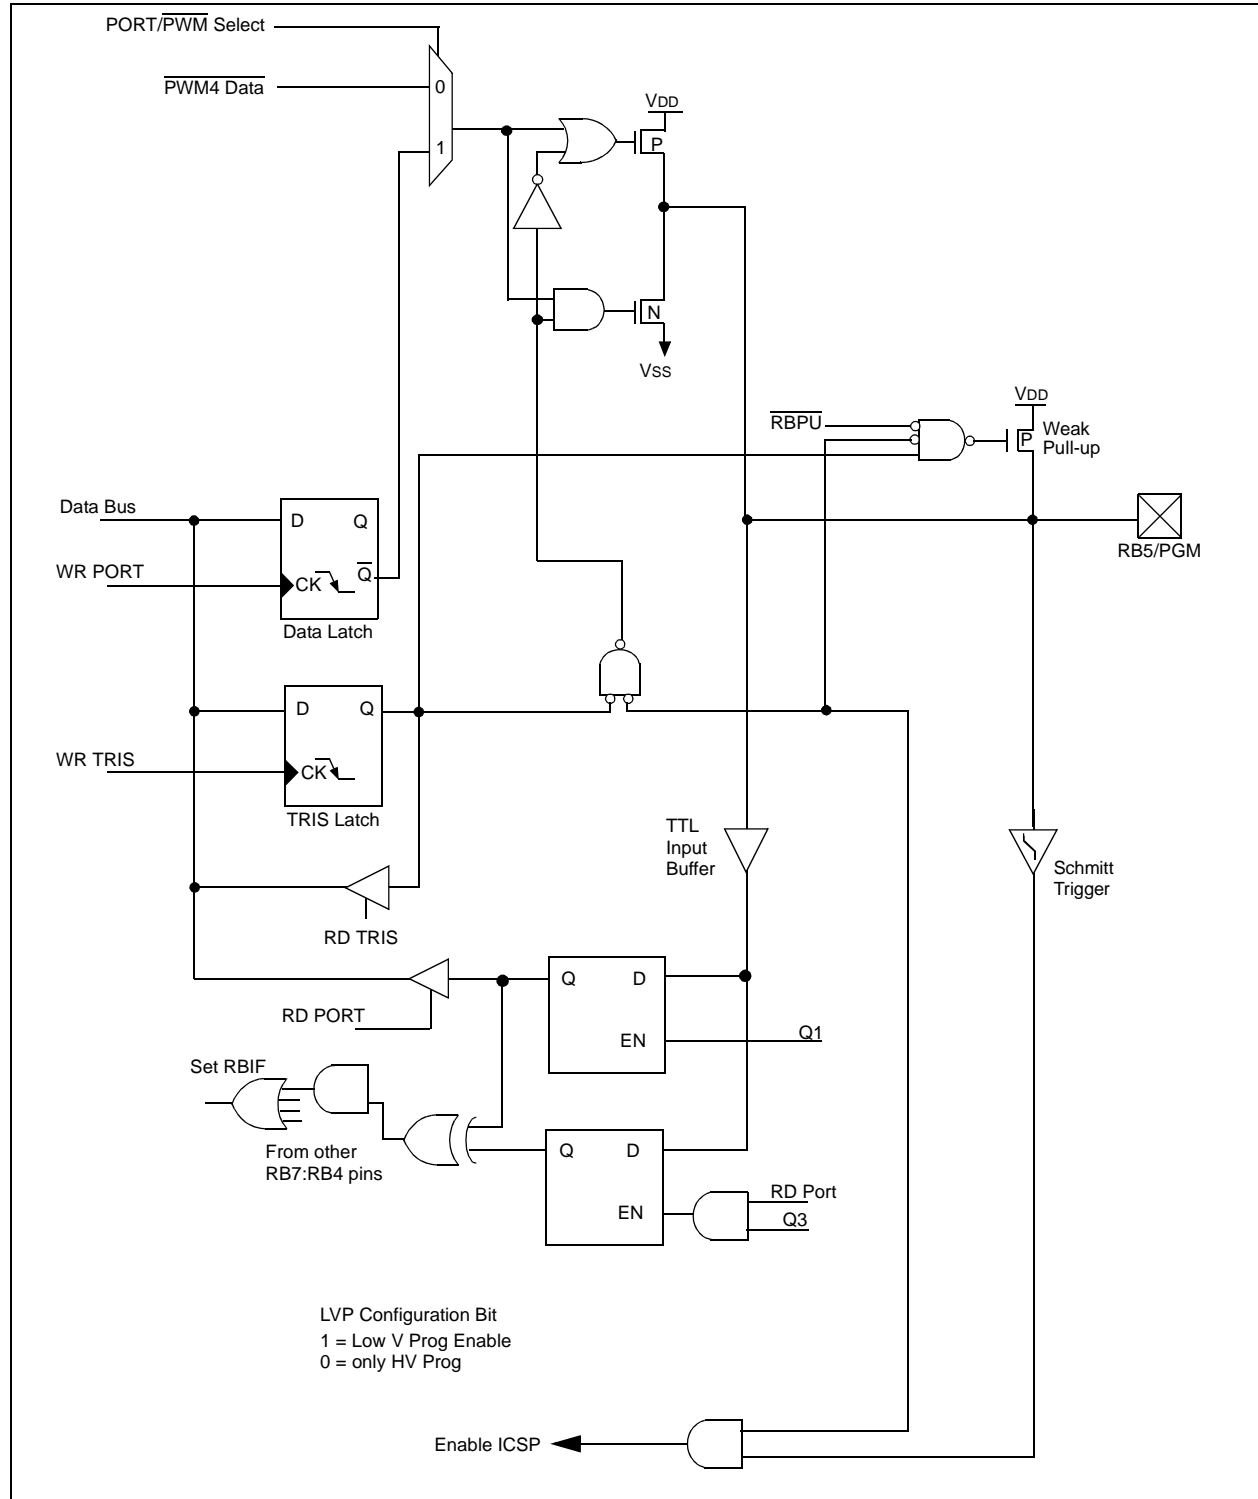 PORT/PWM Select
PWM4 Data
0
1
VDD
P
N
VSS
VDD
RBPU
P
Weak
Pull-up
Data Bus
D
Q
WR PORT
CK
Q
Data Latch
RB5/PGM
D
Q
WR TRIS
CK
TRIS Latch
TTL
Input
Buffer
Schmitt
Trigger
RD TRIS
Q
D
RD PORT
EN
Q1
Set RBIF
From other
RB7:RB4 pins
Q
D
RD Port
EN
Q3
LVP Configuration Bit
1 = Low V Prog Enable
0 = only HV Prog
Enable ICSP